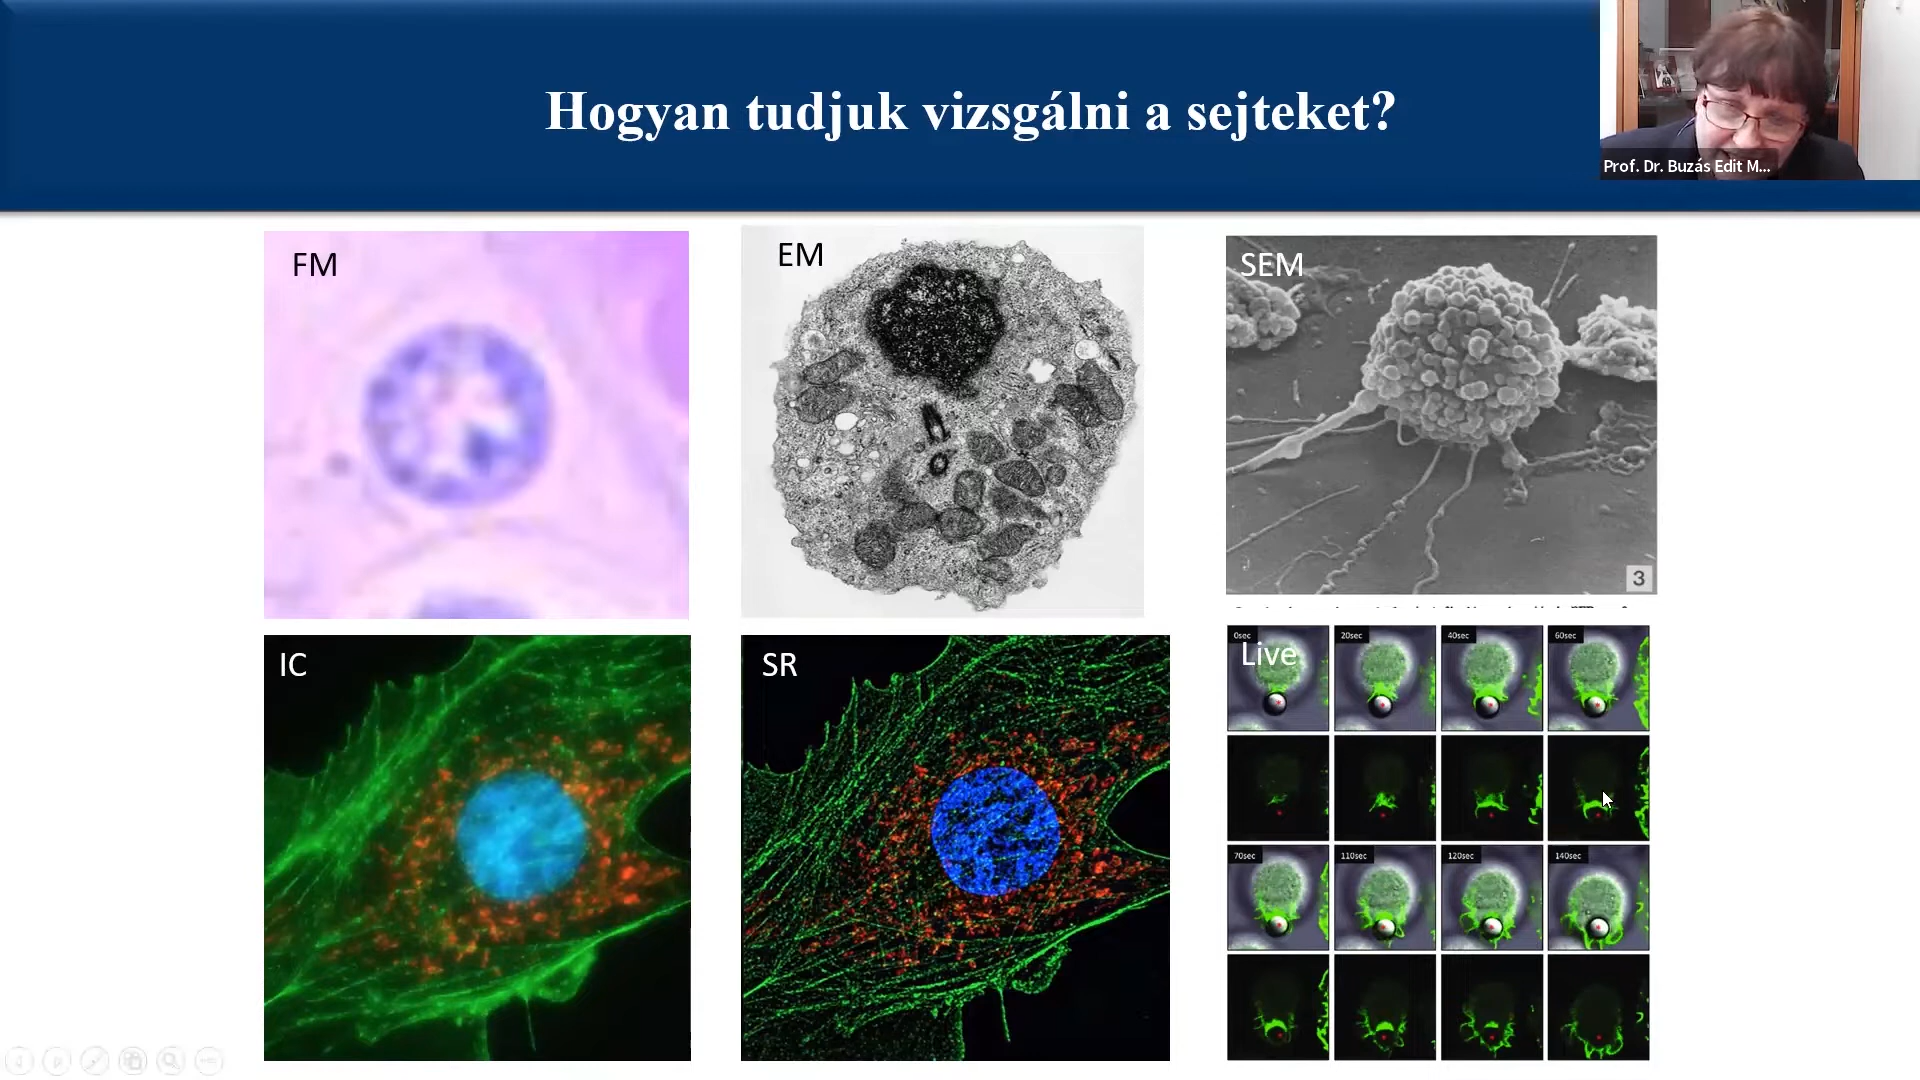 Hogyan tudjuk vizsgálni a sejteket?
Prof. Dr. Buzás Edit M...
FM
EM
SEM
3
IC
SR
Live
0sec
20sec
40sec
60sec
70sec
110sec
120sec
140sec